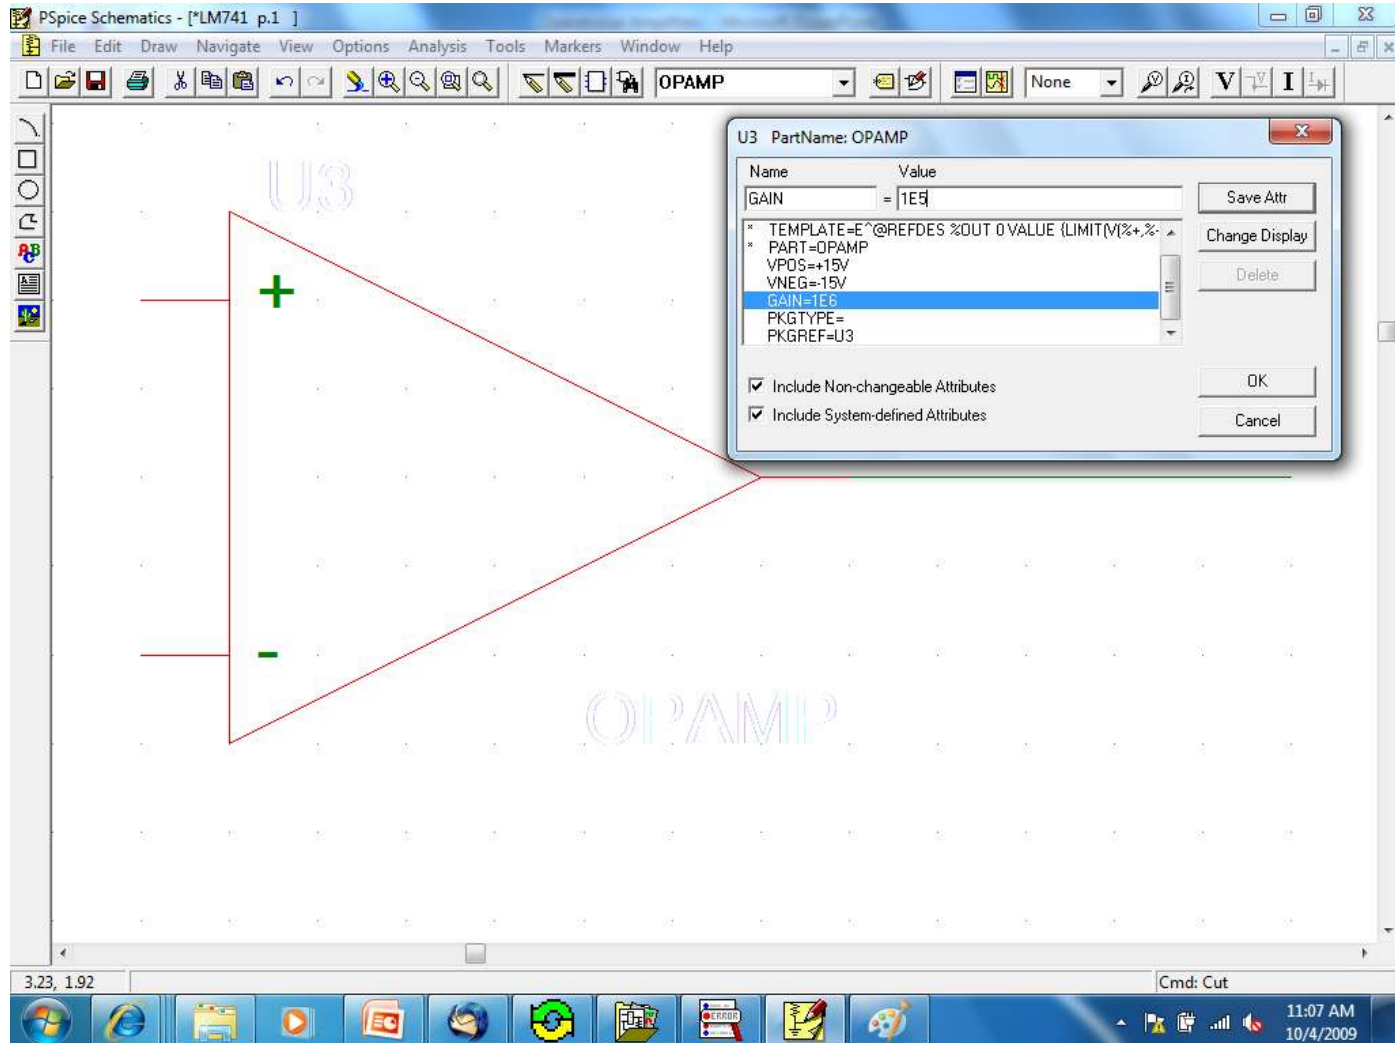 PSpice Schematics - [*LM741 p.1 ]
File Edit Draw Navigate View Options Analysis Tools Markers Window Help
OPAMP
None
V I
U3
+
-
OPAMP
U3 PartName: OPAMP
Name Value
GAIN = 1E5
Save Attr
* TEMPLATE=E^@REFDES %OUT 0 VALUE {LIMIT(V(%+,%-
Change Display
* PART=OPAMP
VPOS=+15V
VNEG=-15V
Delete
GAIN=1E6
PKGTYPE=
PKGREF=U3
Include Non-changeable Attributes
OK
Include System-defined Attributes
Cancel
3.23, 1.92
Cmd: Cut
ERROR
11:07 AM
10/4/2009